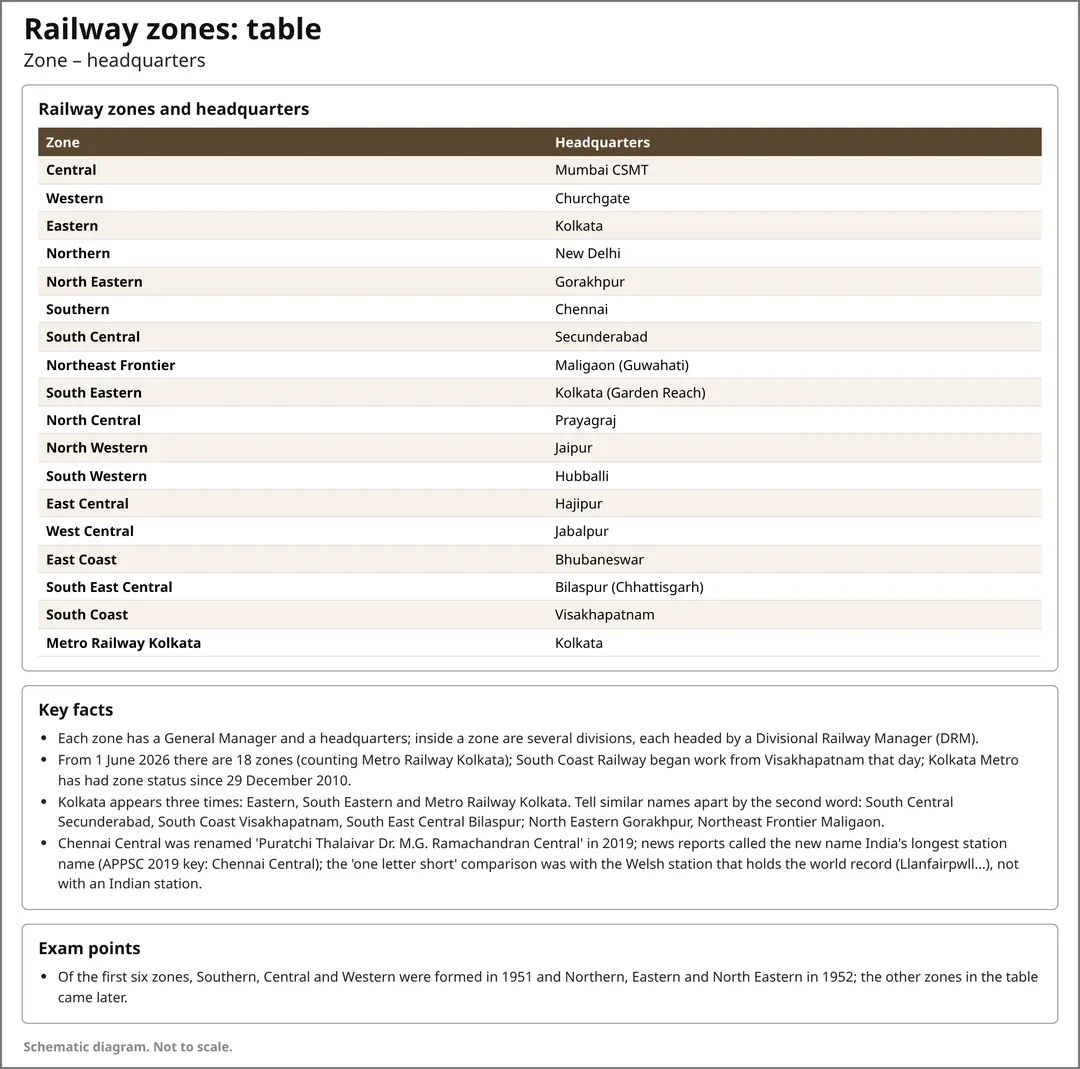 Railway zones: table
Zone – headquarters
Railway zones and headquarters
Zone Headquarters
Central Mumbai CSMT
Western Churchgate
Eastern Kolkata
Northern New Delhi
North Eastern Gorakhpur
Southern Chennai
South Central Secunderabad
Northeast Frontier Maligaon (Guwahati)
South Eastern Kolkata (Garden Reach)
North Central Prayagraj
North Western Jaipur
South Western Hubballi
East Central Hajipur
West Central Jabalpur
East Coast Bhubaneswar
South East Central Bilaspur (Chhattisgarh)
South Coast Visakhapatnam
Metro Railway Kolkata Kolkata
Key facts
• Each zone has a General Manager and a headquarters; inside a zone are several divisions, each headed by a Divisional Railway Manager (DRM).
• From 1 June 2026 there are 18 zones (counting Metro Railway Kolkata); South Coast Railway began work from Visakhapatnam that day; Kolkata Metro
has had zone status since 29 December 2010.
• Kolkata appears three times: Eastern, South Eastern and Metro Railway Kolkata. Tell similar names apart by the second word: South Central
Secunderabad, South Coast Visakhapatnam, South East Central Bilaspur; North Eastern Gorakhpur, Northeast Frontier Maligaon.
• Chennai Central was renamed 'Puratchi Thalaivar Dr. M.G. Ramachandran Central' in 2019; news reports called the new name India's longest station
name (APPSC 2019 key: Chennai Central); the 'one letter short' comparison was with the Welsh station that holds the world record (Llanfairpwll...), not
with an Indian station.
Exam points
• Of the first six zones, Southern, Central and Western were formed in 1951 and Northern, Eastern and North Eastern in 1952; the other zones in the table
came later.
Schematic diagram. Not to scale.